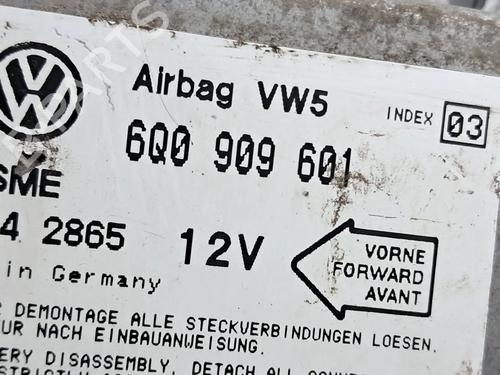 Airbag VW5
INDEX 03
6Q0 909 601
SME
4 2865
12V
VORNE
FORWARD
AVANT
in Germany
DEMONTAGE ALLE STECKVERBINDUNGEN LOESEN.
UR NACH EINBAUANWEISUNG.
ERY DISASSEMBLY, DETACH ALL